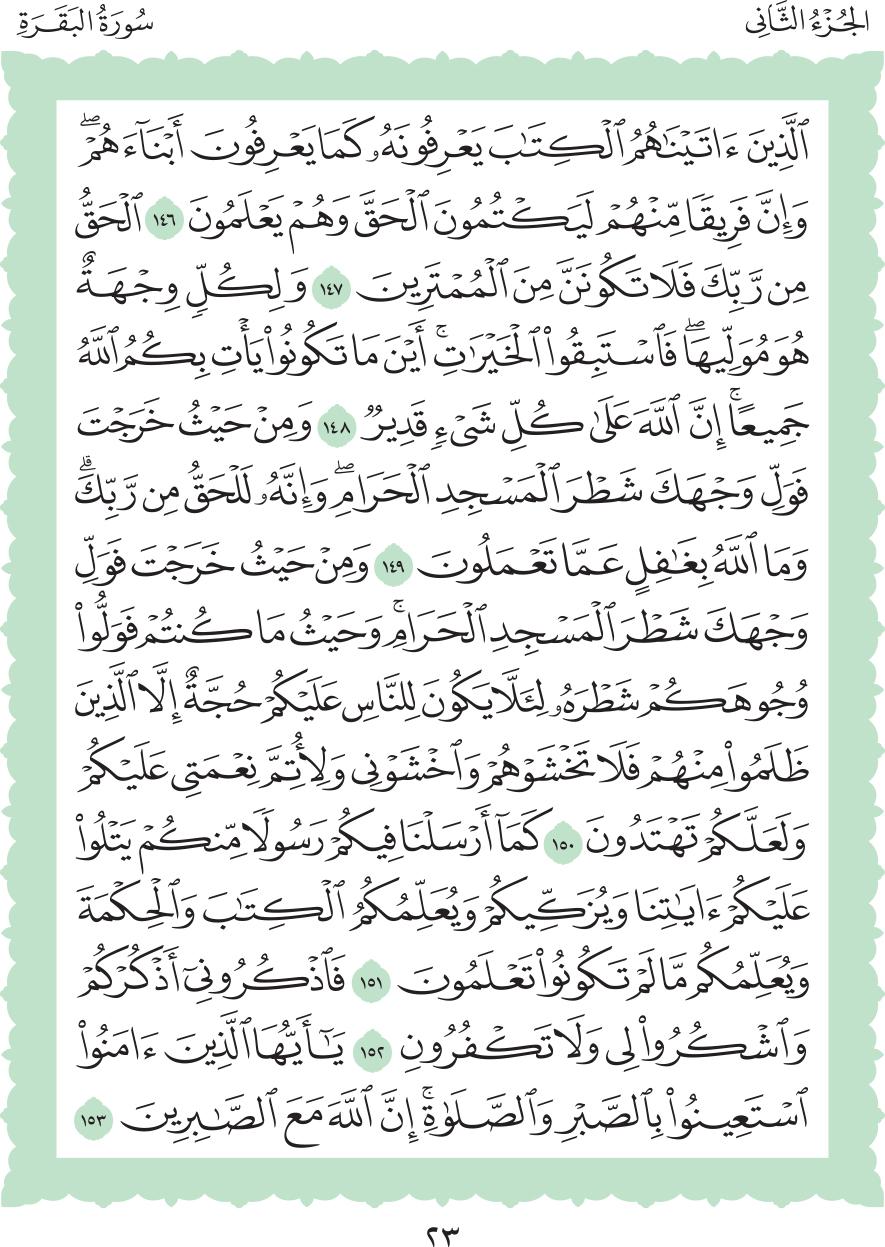 الجُزْءُ الثَّانِي
سُورَةُ البَقَرَةِ
ٱلَّذِينَ ءَاتَيۡنَٰهُمُ ٱلۡكِتَٰبَ يَعۡرِفُونَهُۥ كَمَا يَعۡرِفُونَ أَبۡنَآءَهُمۡۖ
وَإِنَّ فَرِيقٗا مِّنۡهُمۡ لَيَكۡتُمُونَ ٱلۡحَقَّ وَهُمۡ يَعۡلَمُونَ ١٤٦ ٱلۡحَقُّ
مِن رَّبِّكَ فَلَا تَكُونَنَّ مِنَ ٱلۡمُمۡتَرِينَ ١٤٧ وَلِكُلّٖ وِجۡهَةٌ
هُوَ مُوَلِّيهَاۖ فَٱسۡتَبِقُواْ ٱلۡخَيۡرَٰتِۚ أَيۡنَ مَا تَكُونُواْ يَأۡتِ بِكُمُ ٱللَّهُ
جَمِيعًاۚ إِنَّ ٱللَّهَ عَلَىٰ كُلِّ شَيۡءٖ قَدِيرٞ ١٤٨ وَمِنۡ حَيۡثُ خَرَجۡتَ
فَوَلِّ وَجۡهَكَ شَطۡرَ ٱلۡمَسۡجِدِ ٱلۡحَرَامِۖ وَإِنَّهُۥ لَلۡحَقُّ مِن رَّبِّكَۗ
وَمَا ٱللَّهُ بِغَٰفِلٍ عَمَّا تَعۡمَلُونَ ١٤٩ وَمِنۡ حَيۡثُ خَرَجۡتَ فَوَلِّ
وَجۡهَكَ شَطۡرَ ٱلۡمَسۡجِدِ ٱلۡحَرَامِۚ وَحَيۡثُ مَا كُنتُمۡ فَوَلُّواْ
وُجُوهَكُمۡ شَطۡرَهُۥ لِئَلَّا يَكُونَ لِلنَّاسِ عَلَيۡكُمۡ حُجَّةٌ إِلَّا ٱلَّذِينَ
ظَلَمُواْ مِنۡهُمۡ فَلَا تَخۡشَوۡهُمۡ وَٱخۡشَوۡنِي وَلِأُتِمَّ نِعۡمَتِي عَلَيۡكُمۡ
وَلَعَلَّكُمۡ تَهۡتَدُونَ ١٥٠ كَمَآ أَرۡسَلۡنَا فِيكُمۡ رَسُولٗا مِّنكُمۡ يَتۡلُواْ
عَلَيۡكُمۡ ءَايَٰتِنَا وَيُزَكِّيكُمۡ وَيُعَلِّمُكُمُ ٱلۡكِتَٰبَ وَٱلۡحِكۡمَةَ
وَيُعَلِّمُكُم مَّا لَمۡ تَكُونُواْ تَعۡلَمُونَ ١٥١ فَٱذۡكُرُونِيٓ أَذۡكُرۡكُمۡ
وَٱشۡكُرُواْ لِي وَلَا تَكۡفُرُونِ ١٥٢ يَٰٓأَيُّهَا ٱلَّذِينَ ءَامَنُواْ
ٱسۡتَعِينُواْ بِٱلصَّبۡرِ وَٱلصَّلَوٰةِۚ إِنَّ ٱللَّهَ مَعَ ٱلصَّٰبِرِينَ ١٥٣
٢٣